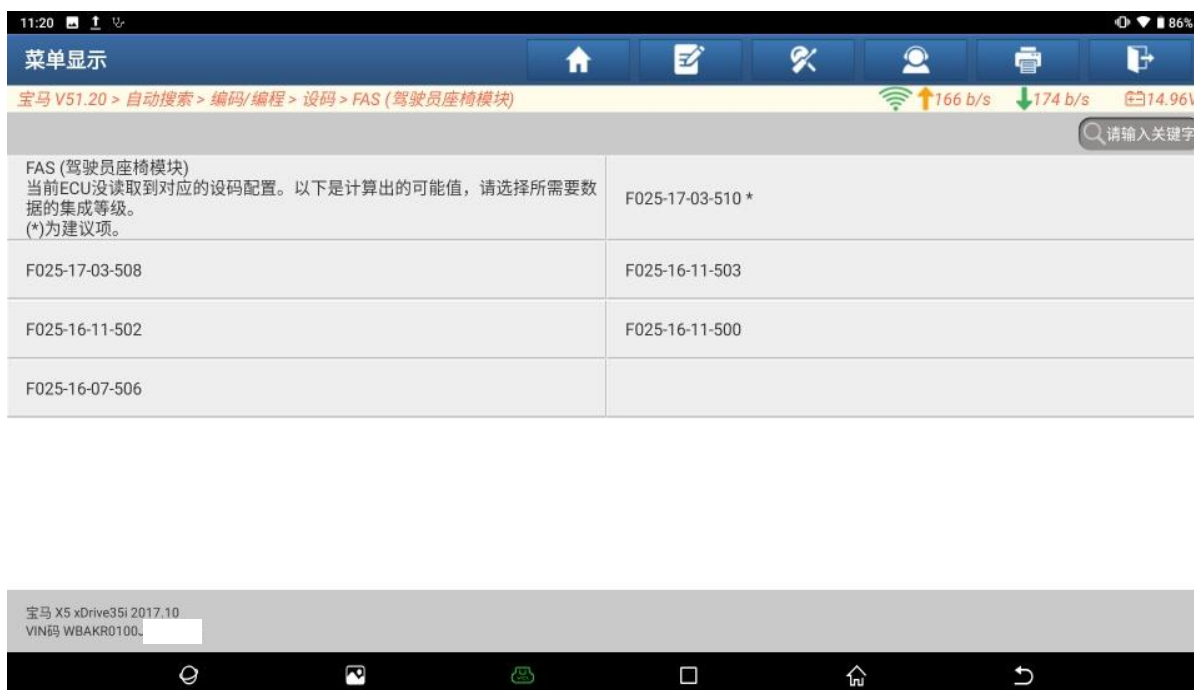 11:20
86%
菜单显示
宝马 V51.20 > 自动搜索 > 编码/编程 > 设码 > FAS (驾驶员座椅模块)
166 b/s
174 b/s
14.96V
请输入关键字
FAS (驾驶员座椅模块)
当前ECU没读取到对应的设码配置。以下是计算出的可能值，请选择所需要数
据的集成等级。
(*)为建议项。
F025-17-03-510 *
F025-17-03-508
F025-16-11-503
F025-16-11-502
F025-16-11-500
F025-16-07-506
宝马 X5 xDrive35i 2017.10
VIN码 WBAKR0100J